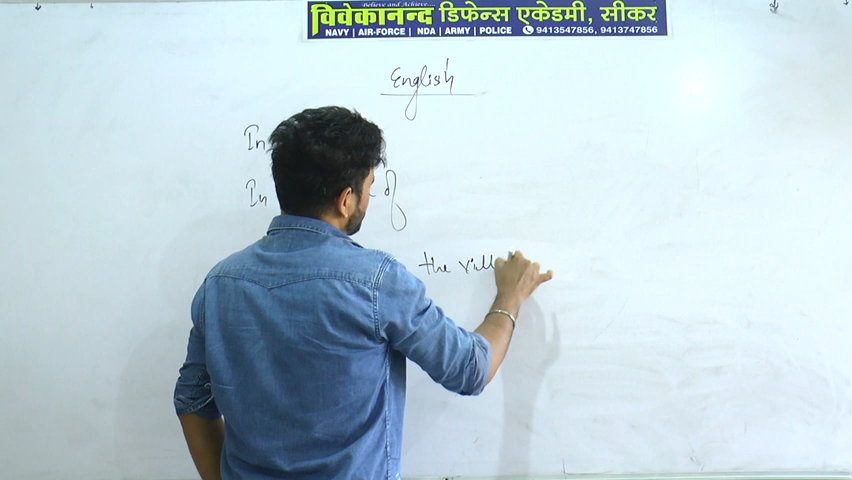 Believe and Achieve....
विवेकानन्द डिफेन्स एकेडमी, सीकर
NAVY | AIR-FORCE | NDA | ARMY | POLICE 9413547856, 9413747856
English
In
In of
the vill